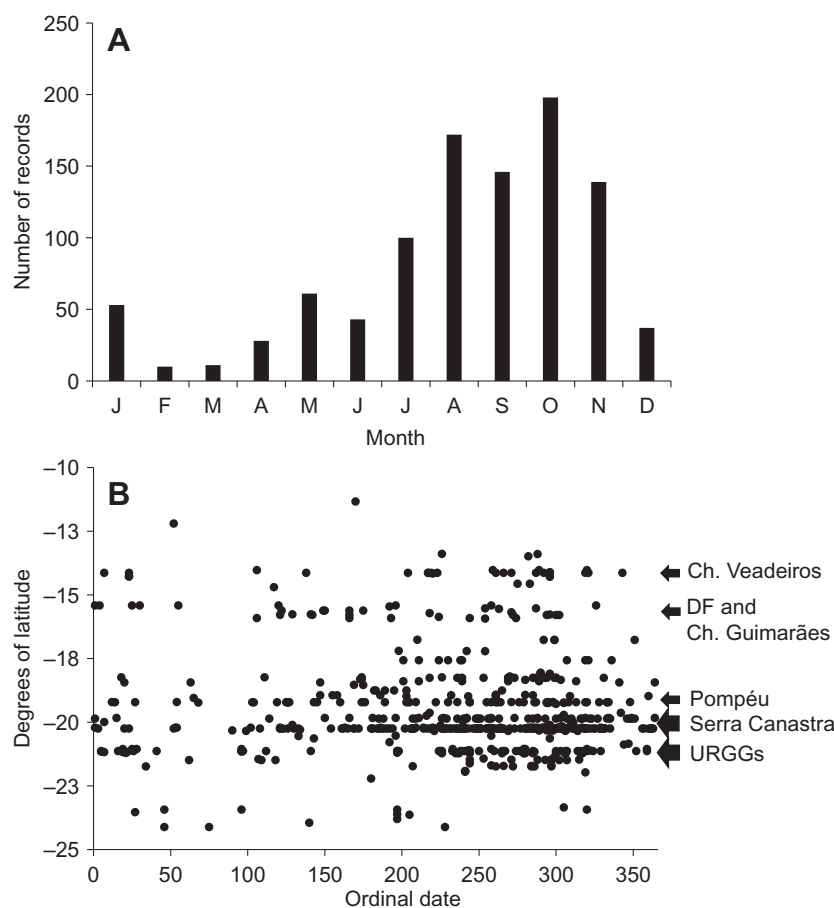 A
250
200
150
100
50
0
Number of records
J F M A M J J A S O N D
Month
B
–10
–13
–15
–18
–20
–23
–25
Degrees of latitude
0 50 100 150 200 250 300 350
Ordinal date
Ch. Veadeiros
DF and
Ch. Guimarães
Pompéu
Serra Canastra
URGGs